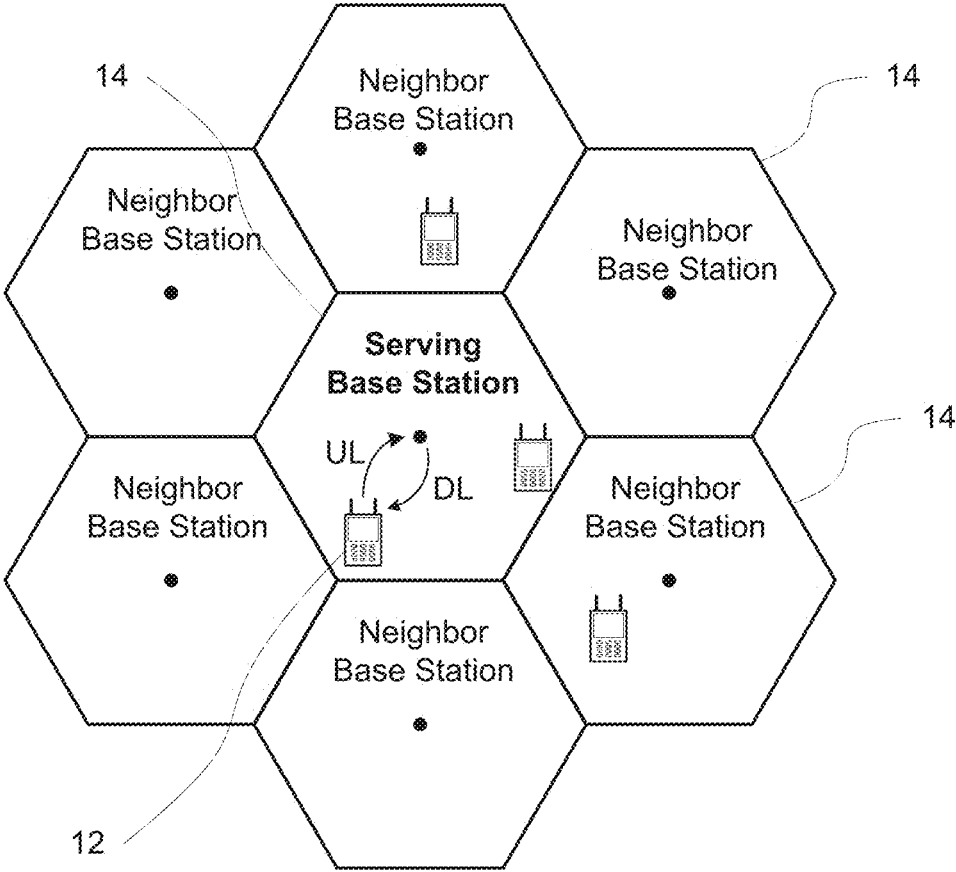 14
Neighbor
Base Station
14
Neighbor
Base Station
Neighbor
Base Station
Serving
Base Station
14
UL
DL
Neighbor
Base Station
Neighbor
Base Station
Neighbor
Base Station
12